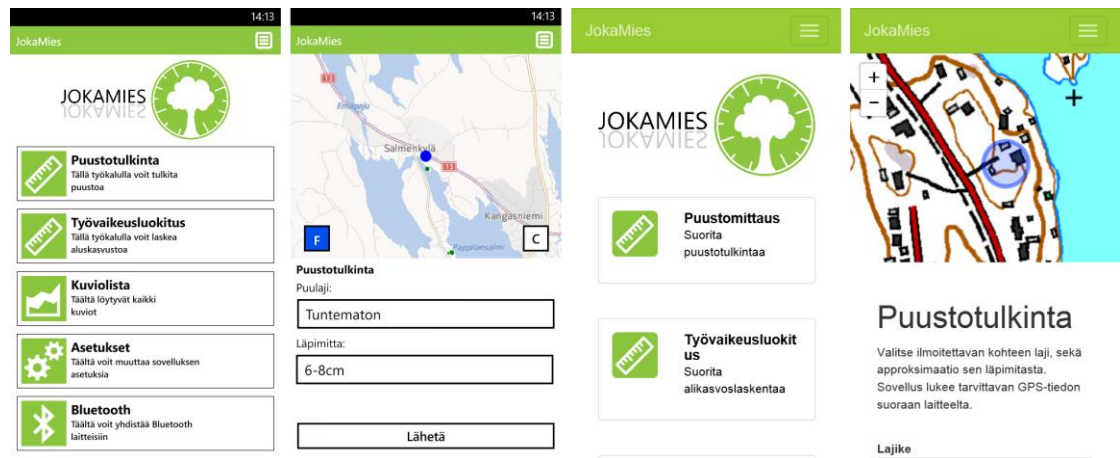 14:13
JokaMies
JOKAMIES
Puustotulkinta
Tällä työkalulla voit tulkita
puustoa
Työvaikeusluokitus
Tällä työkalulla voit laskea
aluskasvustoa
Kuviolista
Täältä löytyvät kaikki
kuviot
Asetukset
Täältä voit muuttaa sovelluksen
asetuksia
Bluetooth
Täältä voit yhdistää Bluetooth
laitteisiin
14:13
JokaMies
Salmenkylä
Kangasniemi
F
C
Pappilansalmi
Puustotulkinta
Puulaji:
Tuntematon
Läpimitta:
6-8cm
Lähetä
JokaMies
JOKAMIES
Puustomittaus
Suorita
puustotulkintaa
Työvaikeusluokit
us
Suorita
alikasvoslaskentaa
JokaMies
+
-
Puustotulkinta
Valitse ilmoitettavan kohteen laji, sekä
approksimaatio sen läpimitasta.
Sovellus lukee tarvittavan GPS-tiedon
suoraan laitteelta.
Lajike